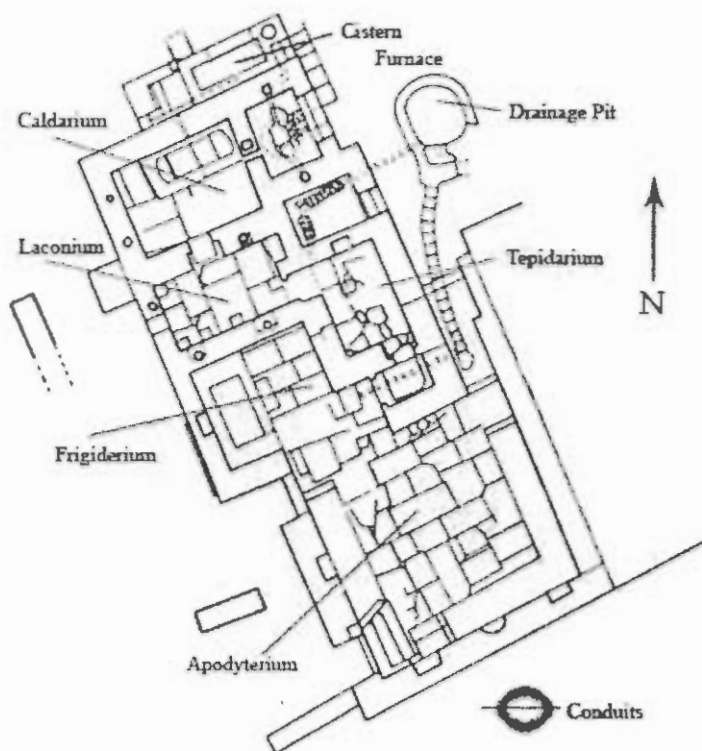 Cistern
Furnace
Caldarium
Drainage Pit
Laconium
Tepidarium
N
Frigiderium
Apodyterium
Conduits